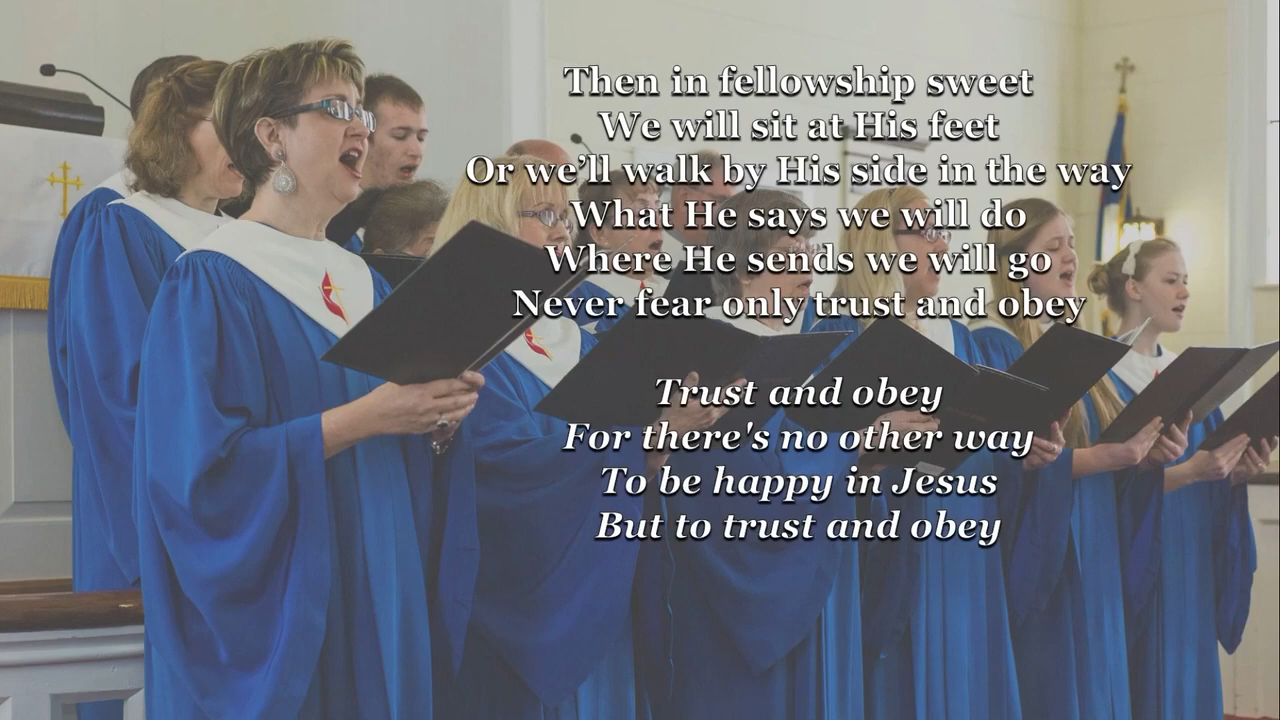 Then in fellowship sweet
We will sit at His feet
Or we’ll walk by His side in the way
What He says we will do
Where He sends we will go
Never fear only trust and obey
Trust and obey
For there's no other way
To be happy in Jesus
But to trust and obey